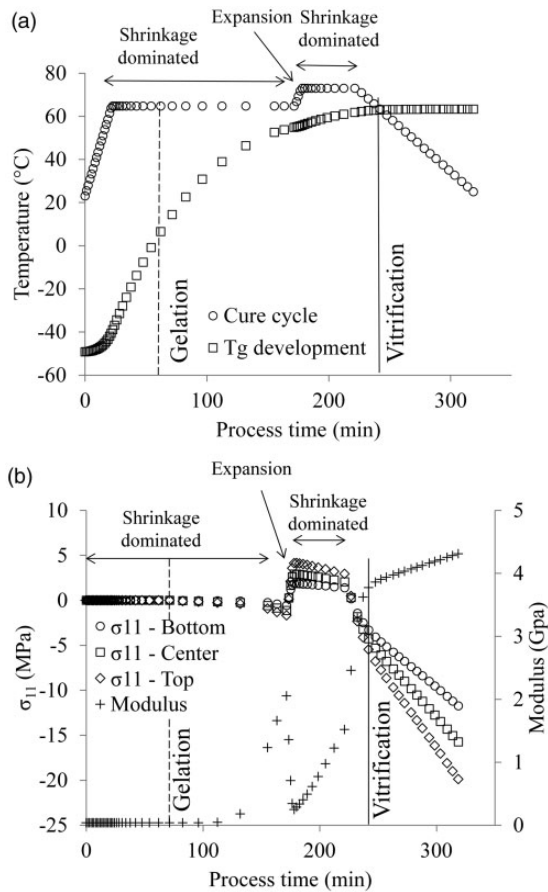 (a)
Expansion
Shrinkage
dominated
Shrinkage
dominated
80
60
40
20
0
-20
-40
-60
Temperature (°C)
Gelation
Vitrification
Cure cycle
Tg development
0
100
200
300
Process time (min)
(b)
Expansion
Shrinkage
dominated
Shrinkage
dominated
10
5
0
-5
-10
-15
-20
-25
σ11 (MPa)
5
4
3
2
1
0
Modulus (Gpa)
σ11 - Bottom
σ11 - Center
σ11 - Top
Modulus
Gelation
Vitrification
0
100
200
300
Process time (min)